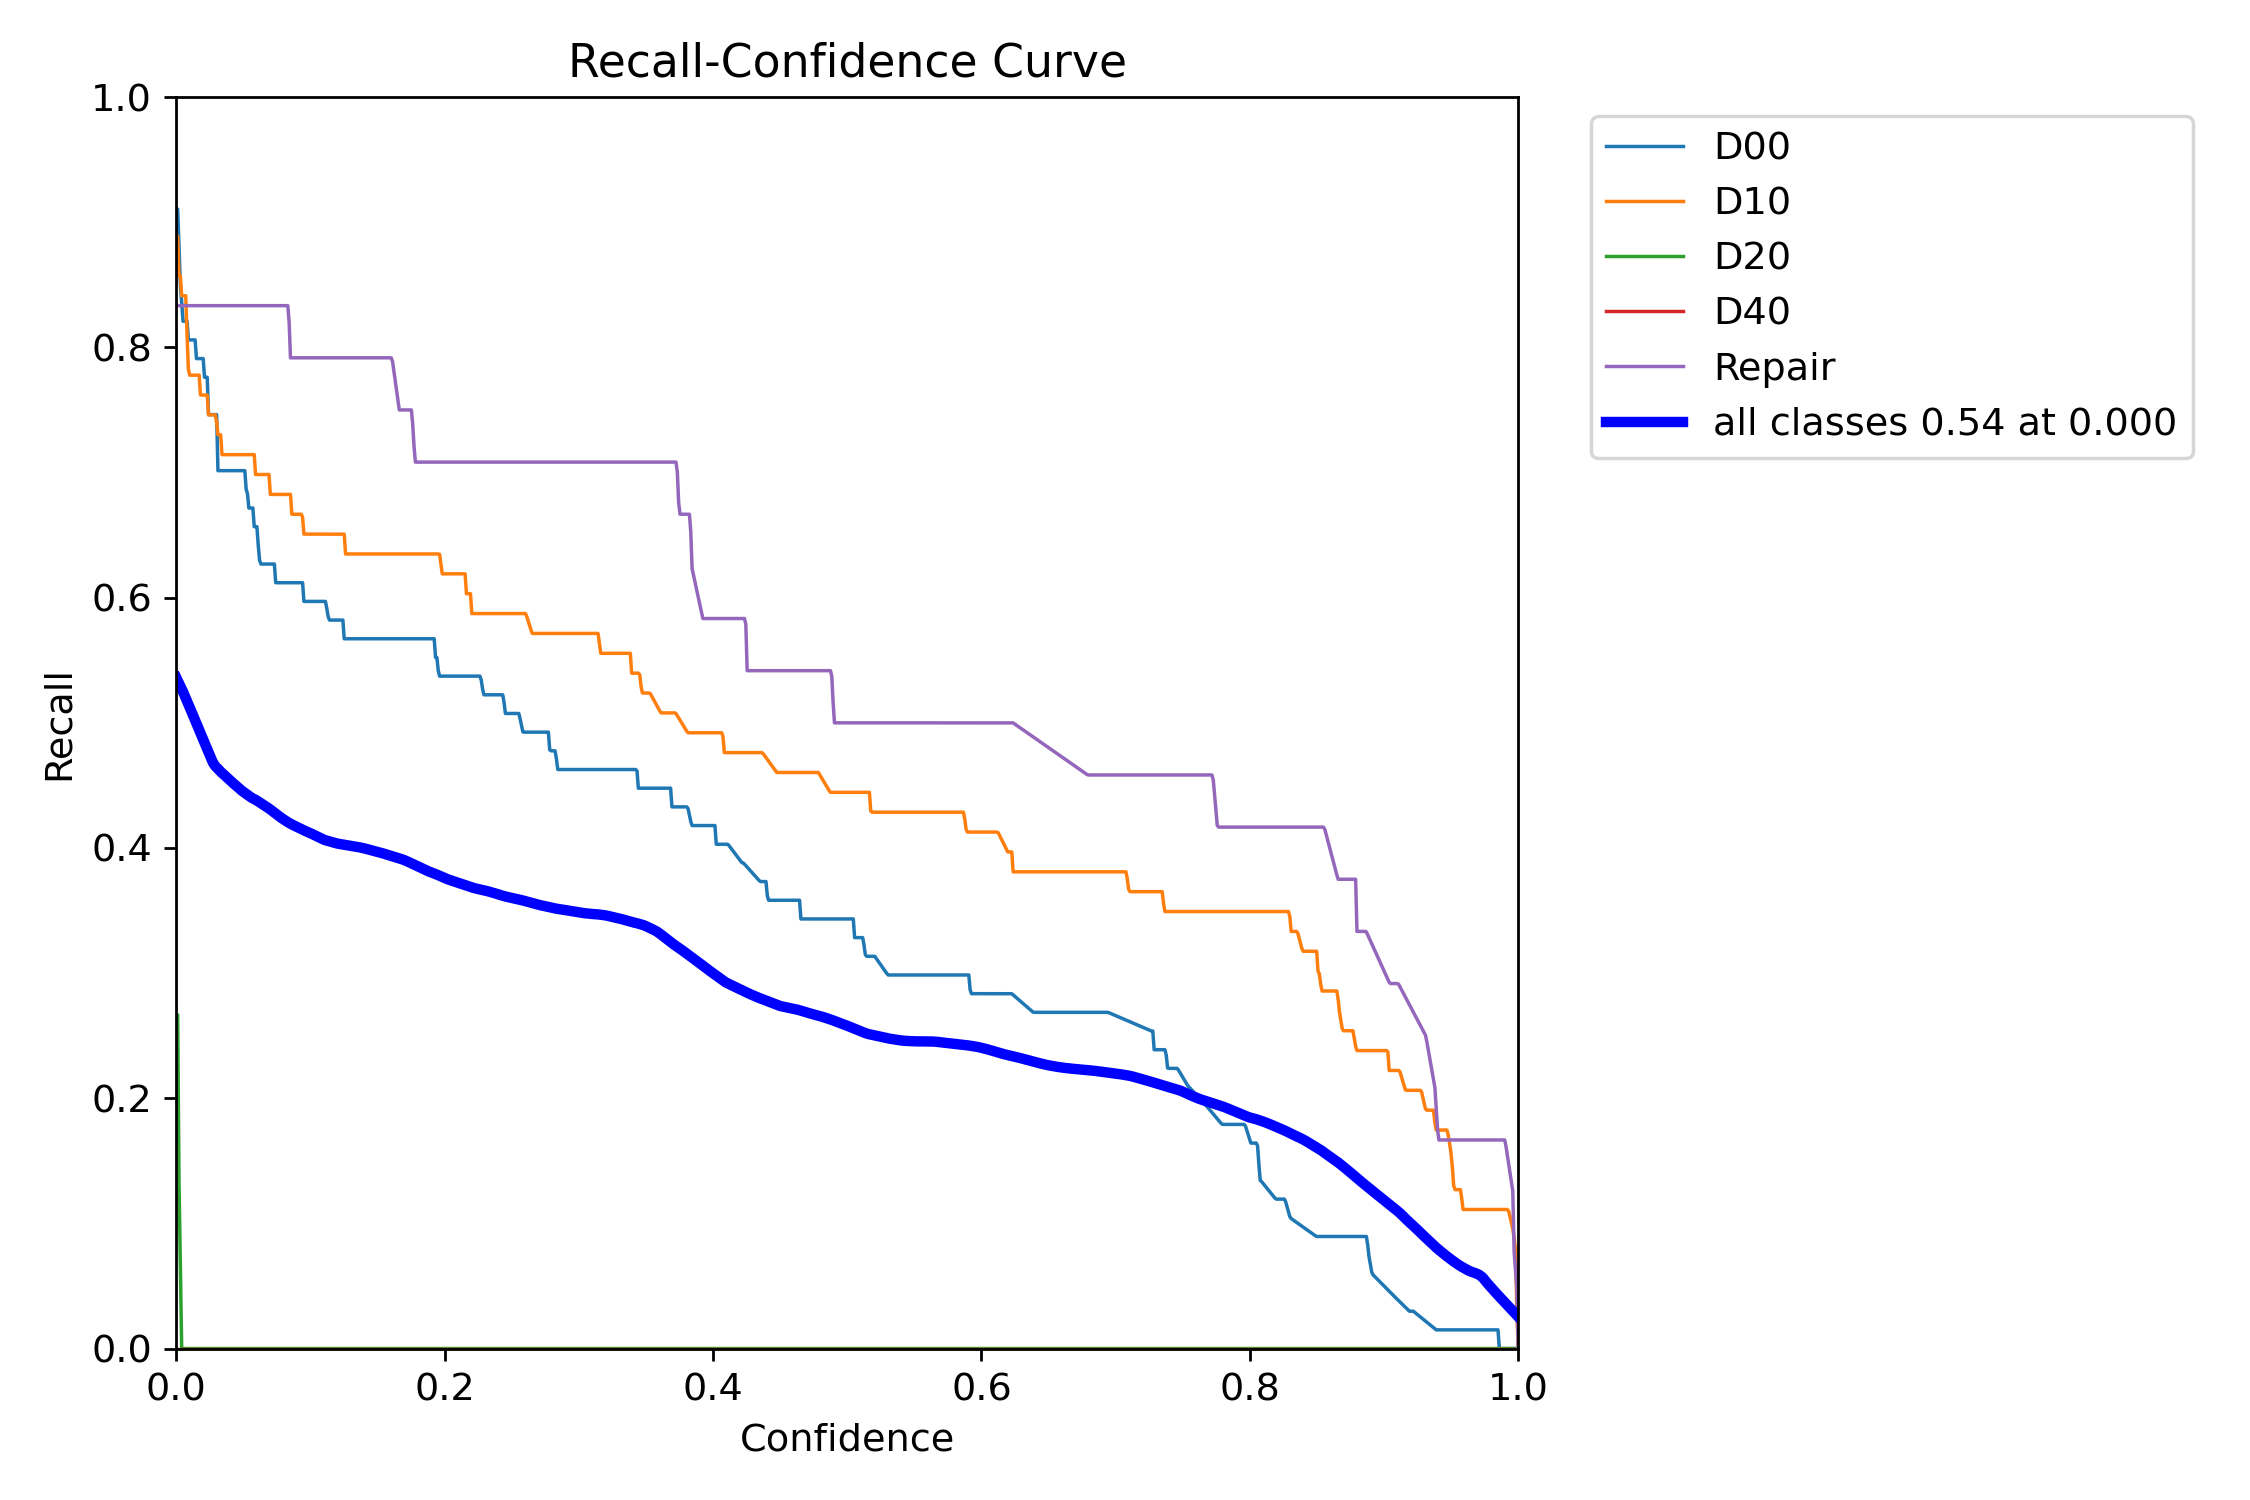 Recall-Confidence Curve
1.0
0.8
0.6
0.4
0.2
0.0
Recall
0.0 0.2 0.4 0.6 0.8 1.0
Confidence
D00
D10
D20
D40
Repair
all classes 0.54 at 0.000